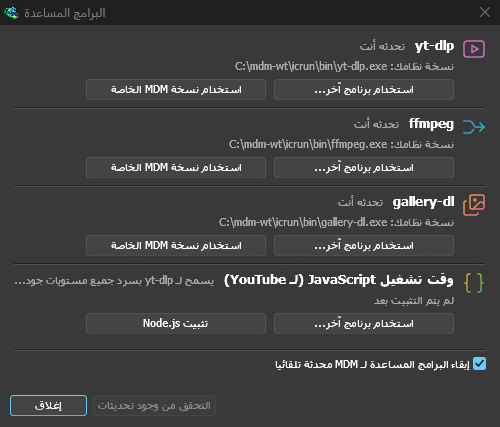 البرامج المساعدة
yt-dlp تحدثه أنت
نسخة نظامك: C:\mdm-wt\icrun\bin\yt-dlp.exe
استخدام برنامج آخر...
استخدام نسخة MDM الخاصة
ffmpeg تحدثه أنت
نسخة نظامك: C:\mdm-wt\icrun\bin\ffmpeg.exe
استخدام برنامج آخر...
استخدام نسخة MDM الخاصة
gallery-dl تحدثه أنت
نسخة نظامك: C:\mdm-wt\icrun\bin\gallery-dl.exe
استخدام برنامج آخر...
استخدام نسخة MDM الخاصة
وقت تشغيل JavaScript (لـ YouTube) يسمح لـ yt-dlp بسرد جميع مستويات جود...
لم يتم التثبيت بعد
استخدام برنامج آخر...
تثبيت Node.js
إبقاء البرامج المساعدة لـ MDM محدثة تلقائيا
التحقق من وجود تحديثات
إغلاق